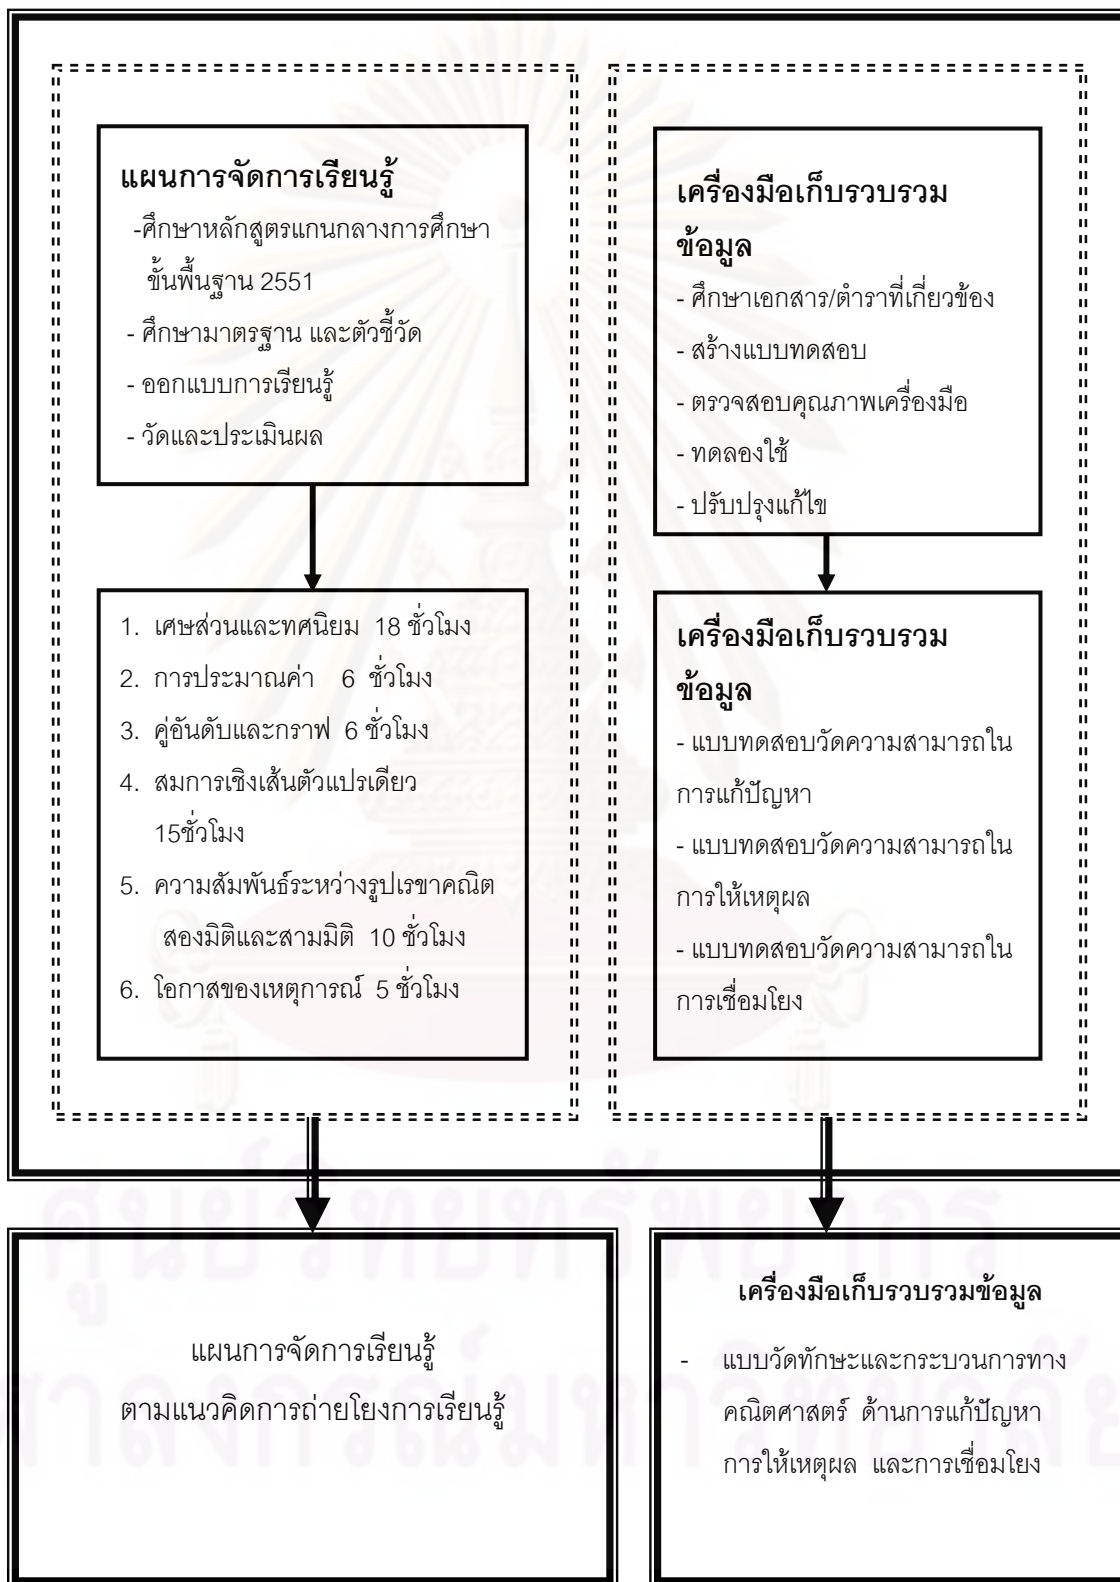 แผนการจัดการเรียนรู้
-ศึกษาหลักสูตรแกนกลางการศึกษา
ขั้นพื้นฐาน 2551
- ศึกษามาตรฐาน และตัวชี้วัด
- ออกแบบการเรียนรู้
- วัดและประเมินผล
1. เศษส่วนและทศนิยม 18 ชั่วโมง
2. การประมาณค่า 6 ชั่วโมง
3. คู่อันดับและกราฟ 6 ชั่วโมง
4. สมการเชิงเส้นตัวแปรเดียว
15ชั่วโมง
5. ความสัมพันธ์ระหว่างรูปเรขาคณิต
สองมิติและสามมิติ 10 ชั่วโมง
6. โอกาสของเหตุการณ์ 5 ชั่วโมง
เครื่องมือเก็บรวบรวม
ข้อมูล
- ศึกษาเอกสาร/ตำราที่เกี่ยวข้อง
- สร้างแบบทดสอบ
- ตรวจสอบคุณภาพเครื่องมือ
- ทดลองใช้
- ปรับปรุงแก้ไข
เครื่องมือเก็บรวบรวม
ข้อมูล
- แบบทดสอบวัดความสามารถใน
การแก้ปัญหา
- แบบทดสอบวัดความสามารถใน
การให้เหตุผล
- แบบทดสอบวัดความสามารถใน
การเชื่อมโยง
แผนการจัดการเรียนรู้
ตามแนวคิดการถ่ายโยงการเรียนรู้
เครื่องมือเก็บรวบรวมข้อมูล
- แบบวัดทักษะและกระบวนการทาง
คณิตศาสตร์ ด้านการแก้ปัญหา
การให้เหตุผล และการเชื่อมโยง
ศูนย์วิทยทรัพยากร
ฬาลงกรณ์มหาวิทยาลัย